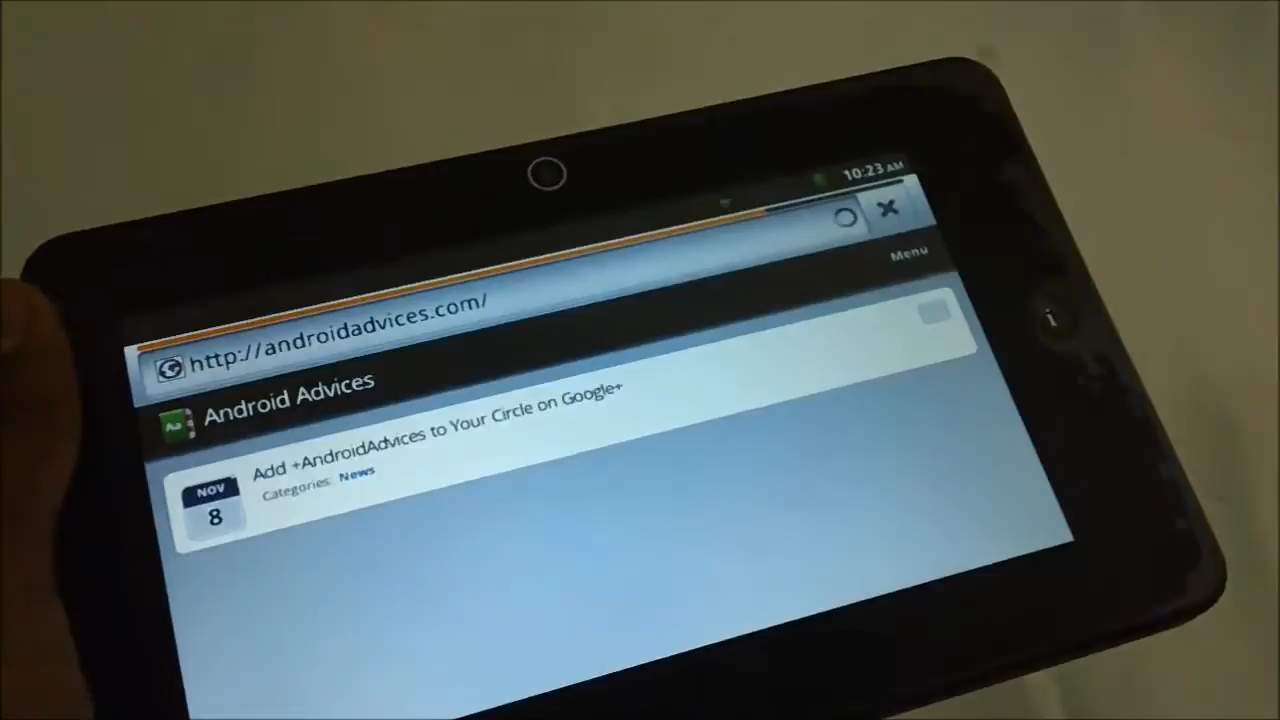 10:23 AM
http://androidadvices.com/
Menu
Aa
Android Advices
NOV
8
Add +AndroidAdvices to Your Circle on Google+
Categories: News
i